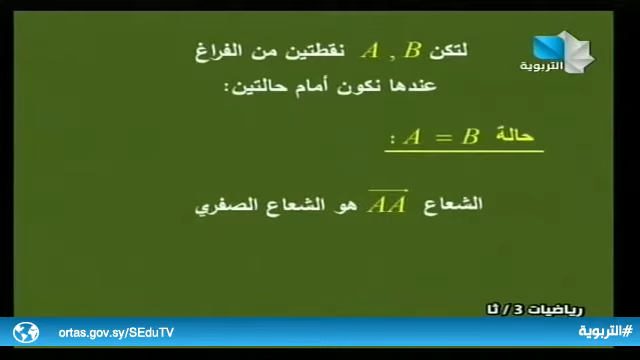 لتكن A , B نقطتين من الفراغ
عندها نكون أمام حالتين:
حالة A = B :
الشعاع AA هو الشعاع الصفري
التربوية
رياضيات 3 / ثا
ortas.gov.sy/SEduTV
#التربوية